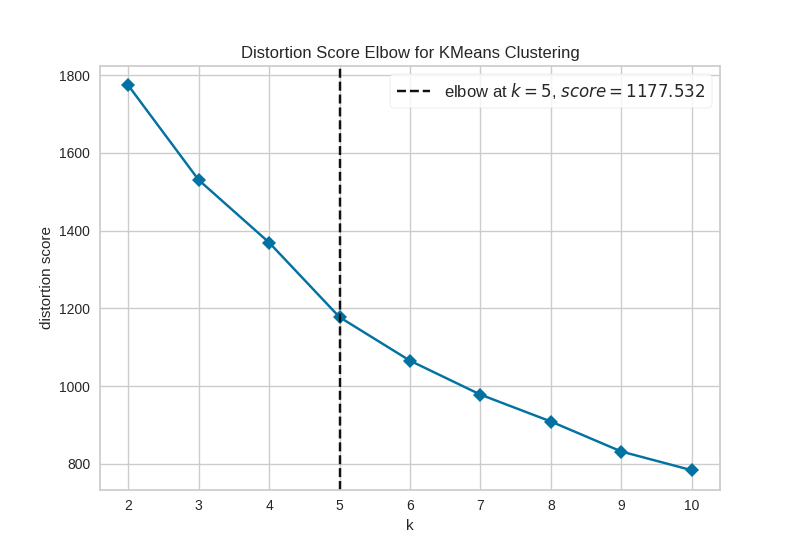 Distortion Score Elbow for KMeans Clustering
elbow at k = 5, score = 1177.532
1800
1600
1400
1200
1000
800
distortion score
2 3 4 5 6 7 8 9 10
k